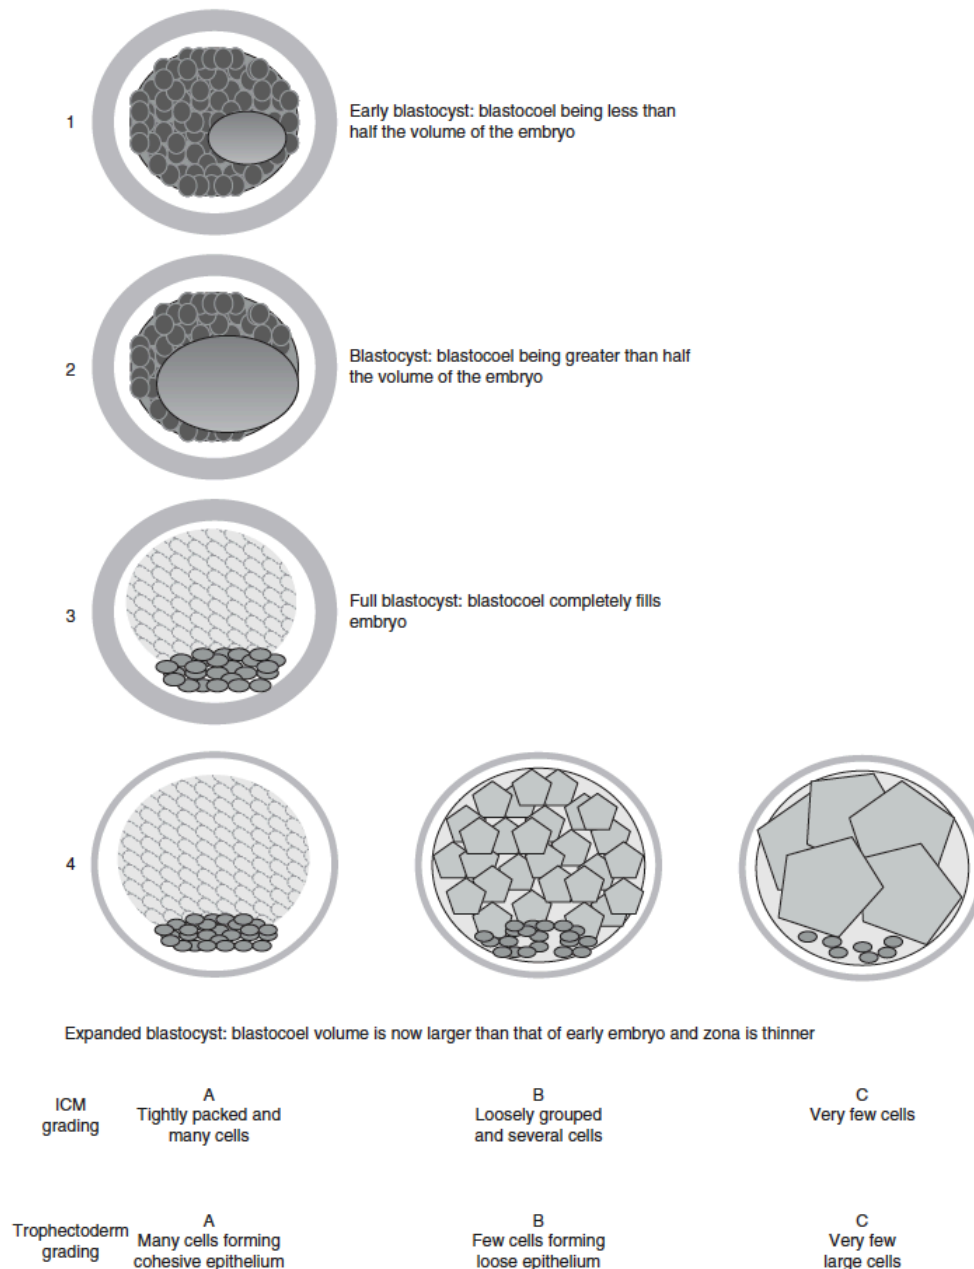 1
Early blastocyst: blastocoel being less than
half the volume of the embryo
2
Blastocyst: blastocoel being greater than half
the volume of the embryo
3
Full blastocyst: blastocoel completely fills
embryo
4
Expanded blastocyst: blastocoel volume is now larger than that of early embryo and zona is thinner
ICM
grading
A
Tightly packed and
many cells
B
Loosely grouped
and several cells
C
Very few cells
Trophectoderm
grading
A
Many cells forming
cohesive epithelium
B
Few cells forming
loose epithelium
C
Very few
large cells